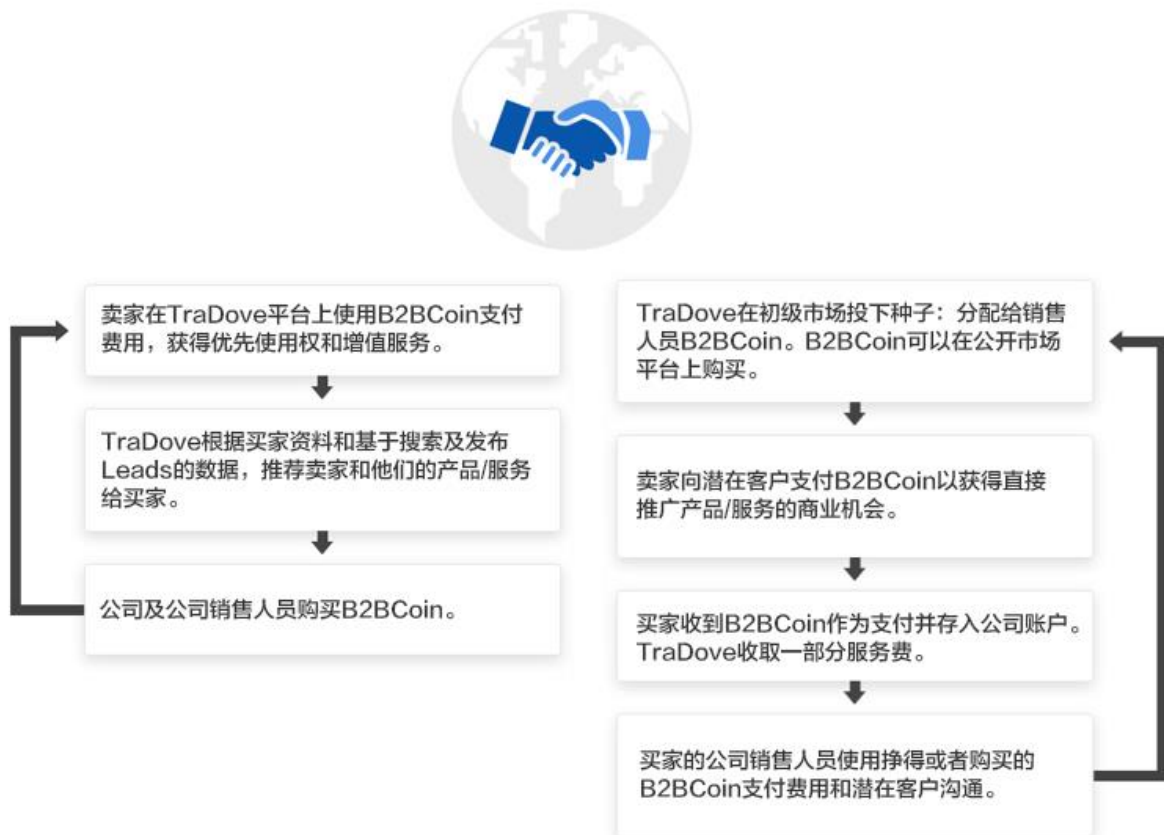 卖家在TraDove平台上使用B2BCoin支付
费用，获得优先使用权和增值服务。
TraDove根据买家资料和基于搜索及发布
Leads的数据，推荐卖家和他们的产品/服务
给买家。
公司及公司销售人员购买B2BCoin。
TraDove在初级市场投下种子：分配给销售
人员B2BCoin。B2BCoin可以在公开市场
平台上购买。
卖家向潜在客户支付B2BCoin以获得直接
推广产品/服务的商业机会。
买家收到B2BCoin作为支付并存入公司账户。
TraDove收取一部分服务费。
买家的公司销售人员使用挣得或者购买的
B2BCoin支付费用和潜在客户沟通。